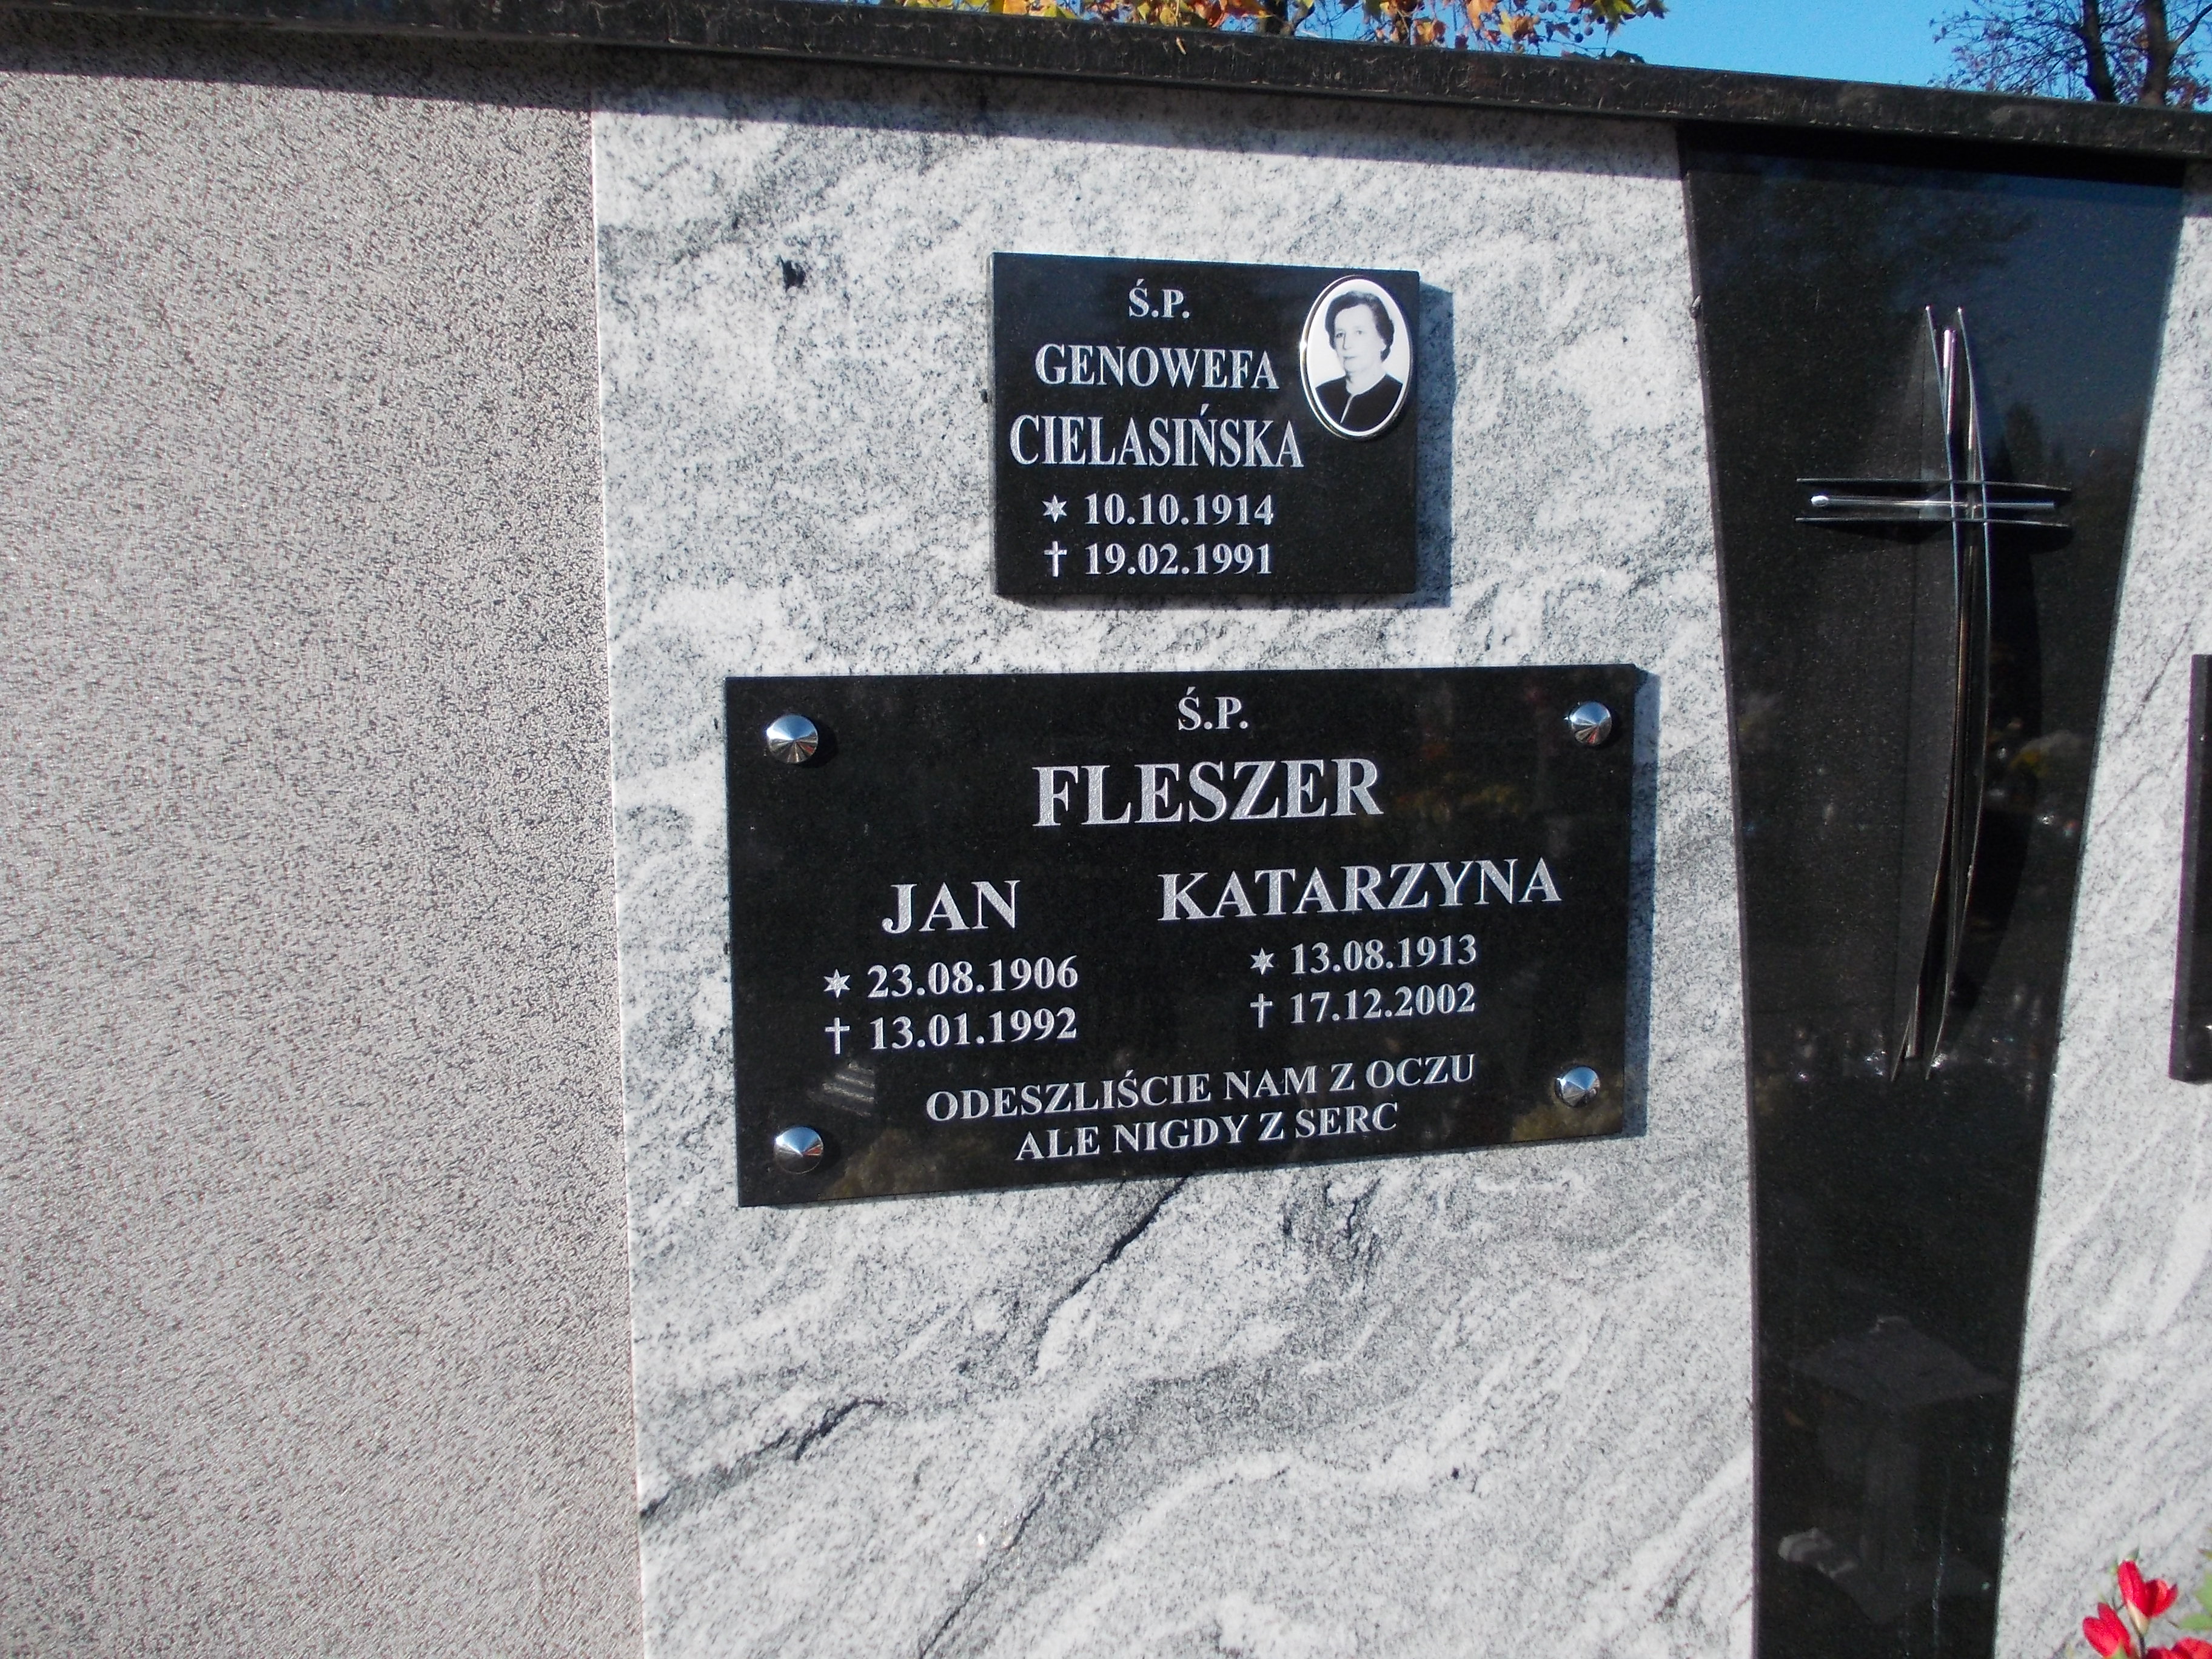 Ś.P.
GENOWEFA
CIELASIŃSKA
✶ 10.10.1914
† 19.02.1991
Ś.P.
FLESZER
JAN
✶ 23.08.1906
† 13.01.1992
KATARZYNA
✶ 13.08.1913
† 17.12.2002
ODESZLIŚCIE NAM Z OCZU
ALE NIGDY Z SERC